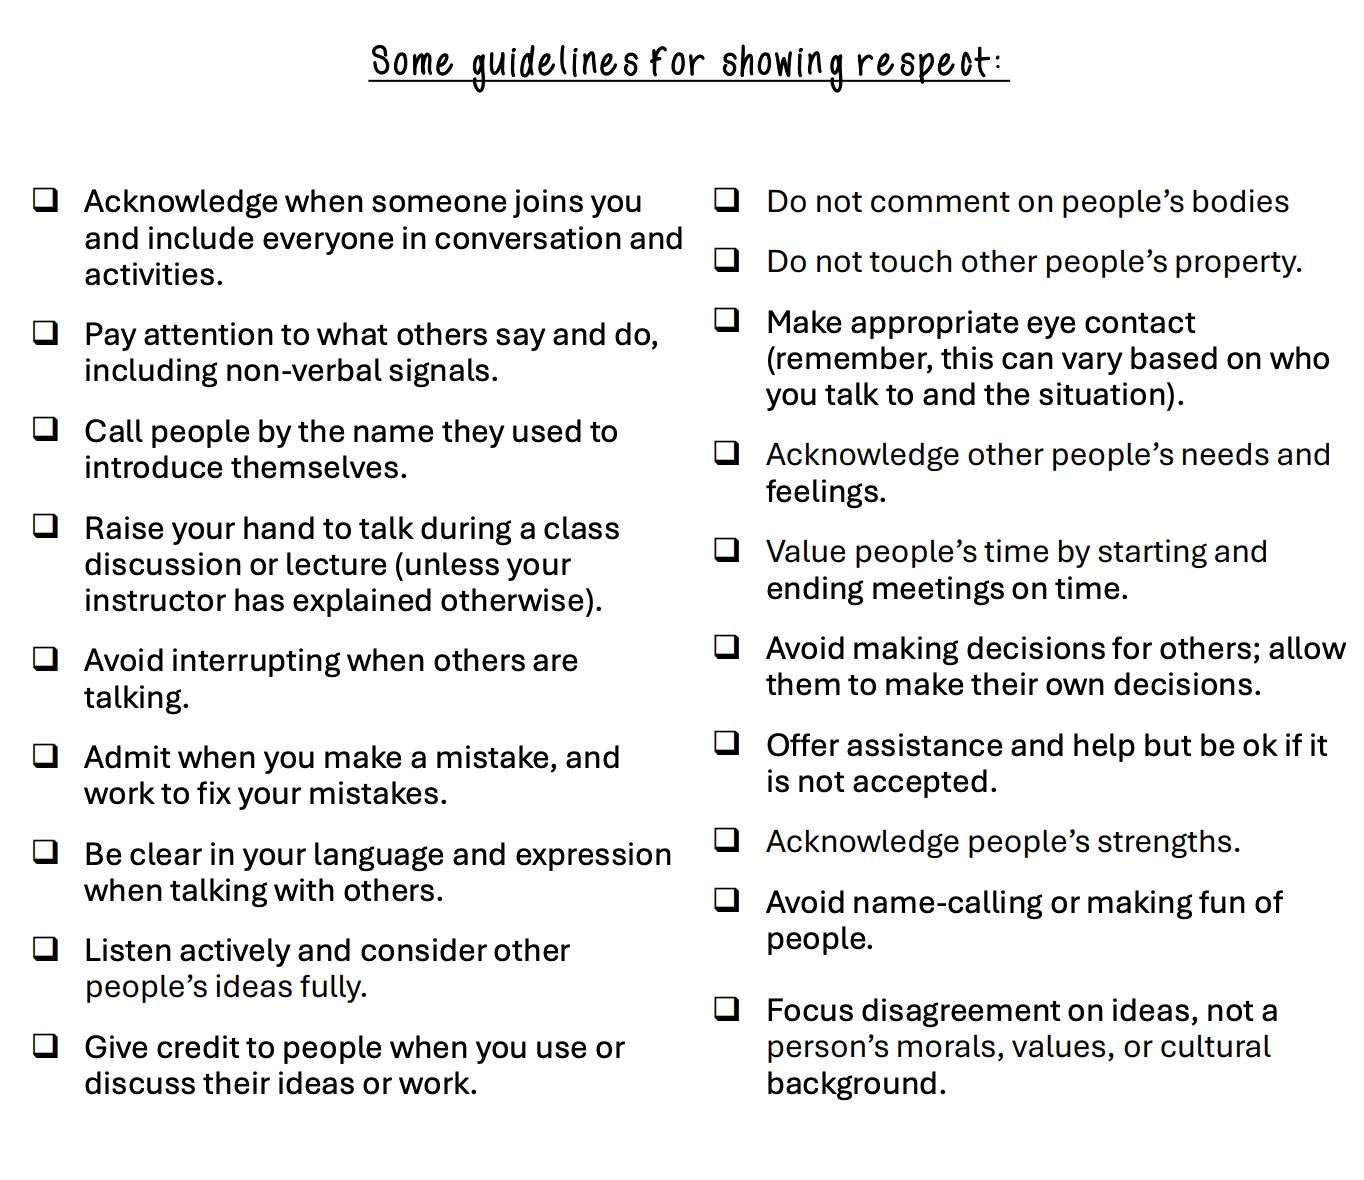 Some guidelines for showing respect:
❑ Acknowledge when someone joins you
and include everyone in conversation and
activities.
❑ Pay attention to what others say and do,
including non-verbal signals.
❑ Call people by the name they used to
introduce themselves.
❑ Raise your hand to talk during a class
discussion or lecture (unless your
instructor has explained otherwise).
❑ Avoid interrupting when others are
talking.
❑ Admit when you make a mistake, and
work to fix your mistakes.
❑ Be clear in your language and expression
when talking with others.
❑ Listen actively and consider other
people’s ideas fully.
❑ Give credit to people when you use or
discuss their ideas or work.
❑ Do not comment on people’s bodies
❑ Do not touch other people’s property.
❑ Make appropriate eye contact
(remember, this can vary based on who
you talk to and the situation).
❑ Acknowledge other people’s needs and
feelings.
❑ Value people’s time by starting and
ending meetings on time.
❑ Avoid making decisions for others; allow
them to make their own decisions.
❑ Offer assistance and help but be ok if it
is not accepted.
❑ Acknowledge people’s strengths.
❑ Avoid name-calling or making fun of
people.
❑ Focus disagreement on ideas, not a
person’s morals, values, or cultural
background.